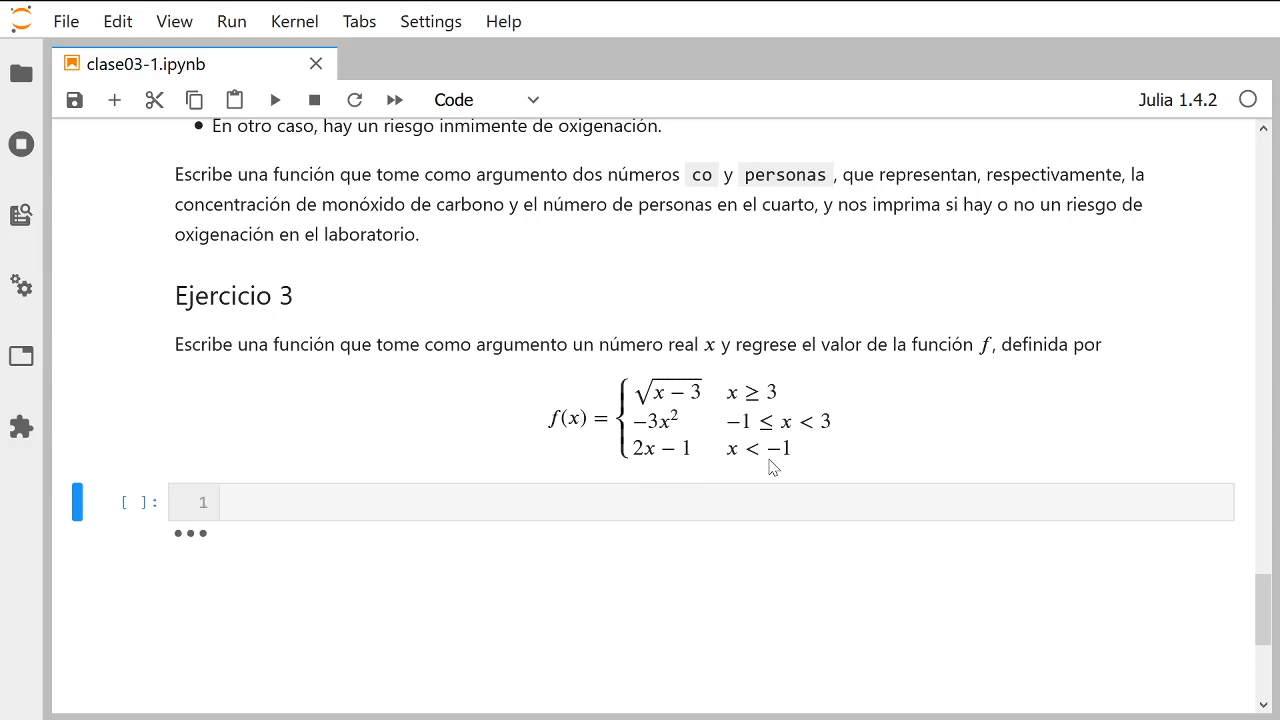 File Edit View Run Kernel Tabs Settings Help
clase03-1.ipynb
Code
Julia 1.4.2
• En otro caso, hay un riesgo inmimente de oxigenación.
Escribe una función que tome como argumento dos números co y personas, que representan, respectivamente, la
concentración de monóxido de carbono y el número de personas en el cuarto, y nos imprima si hay o no un riesgo de
oxigenación en el laboratorio.
Ejercicio 3
Escribe una función que tome como argumento un número real x y regrese el valor de la función f, definida por
f(x) = {
√(x − 3) x ≥ 3
−3x² −1 ≤ x < 3
2x − 1 x < −1
[ ]: 1